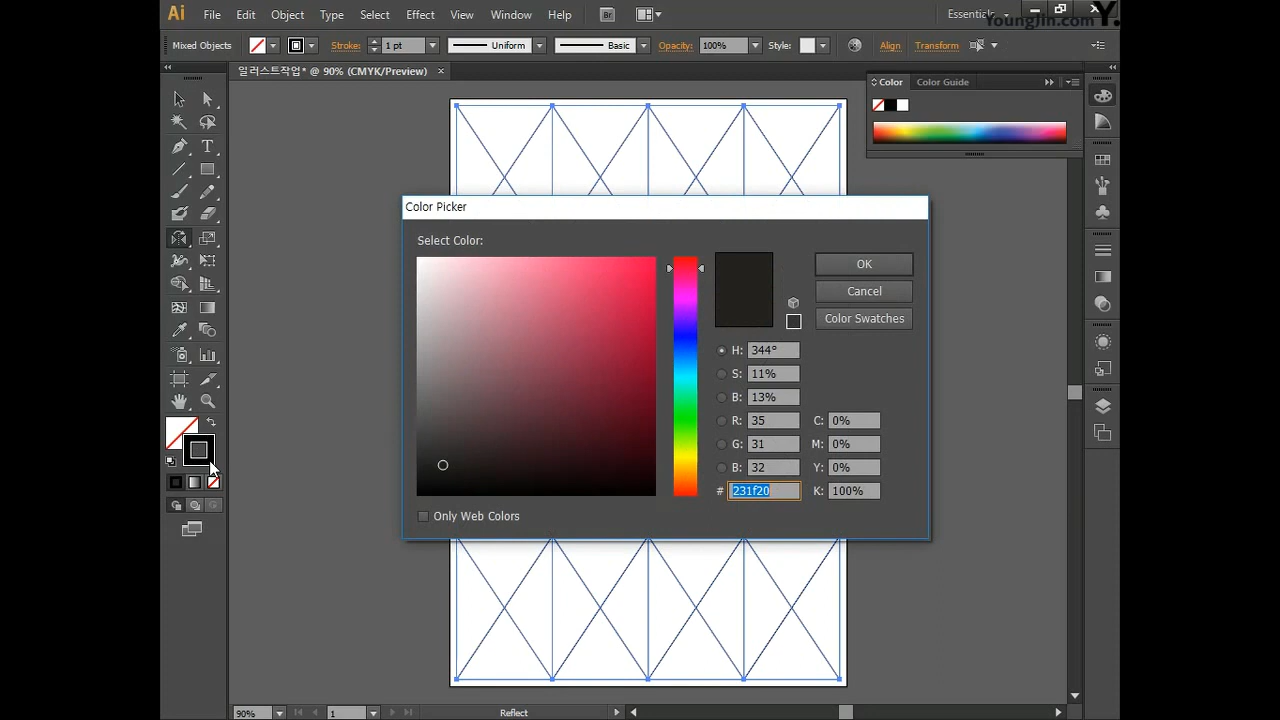 Ai File Edit Object Type Select Effect View Window Help Br Essentials
YoungJin.com Y.
Mixed Objects Stroke: 1 pt Uniform Basic Opacity: 100% Style: Align Transform
일러스트작업* @ 90% (CMYK/Preview) ×
Color Color Guide
T
Color Picker
Select Color:
OK
Cancel
Color Swatches
H: 344°
S: 11%
B: 13%
R: 35 C: 0%
G: 31 M: 0%
B: 32 Y: 0%
# 231f20 K: 100%
Only Web Colors
90% 1 Reflect